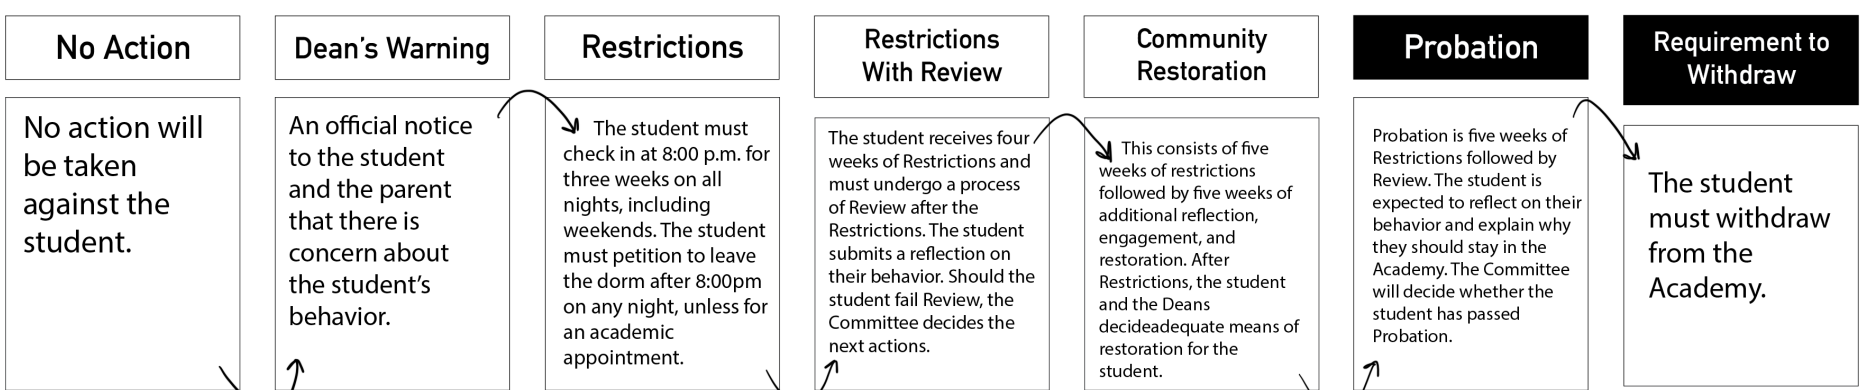 No Action
No action will
be taken
against the
student.
Dean's Warning
An official notice
to the student
and the parent
that there is
concern about
the student's
behavior.
Restrictions
The student must
check in at 8:00 p.m. for
three weeks on all
nights, including
weekends. The student
must petition to leave
the dorm after 8:00pm
on any night, unless for
an academic
appointment.
Restrictions
With Review
The student receives four
weeks of Restrictions and
must undergo a process
of Review after the
Restrictions. The student
submits a reflection on
their behavior. Should the
student fail Review, the
Committee decides the
next actions.
Community
Restoration
This consists of five
weeks of restrictions
followed by five weeks of
additional reflection,
engagement, and
restoration. After
Restrictions, the student
and the Deans
decideadequate means of
restoration for the
student.
Probation
Probation is five weeks of
Restrictions followed by
Review. The student is
expected to reflect on their
behavior and explain why
they should stay in the
Academy. The Committee
will decide whether the
student has passed
Probation.
Requirement to
Withdraw
The student
must withdraw
from the
Academy.